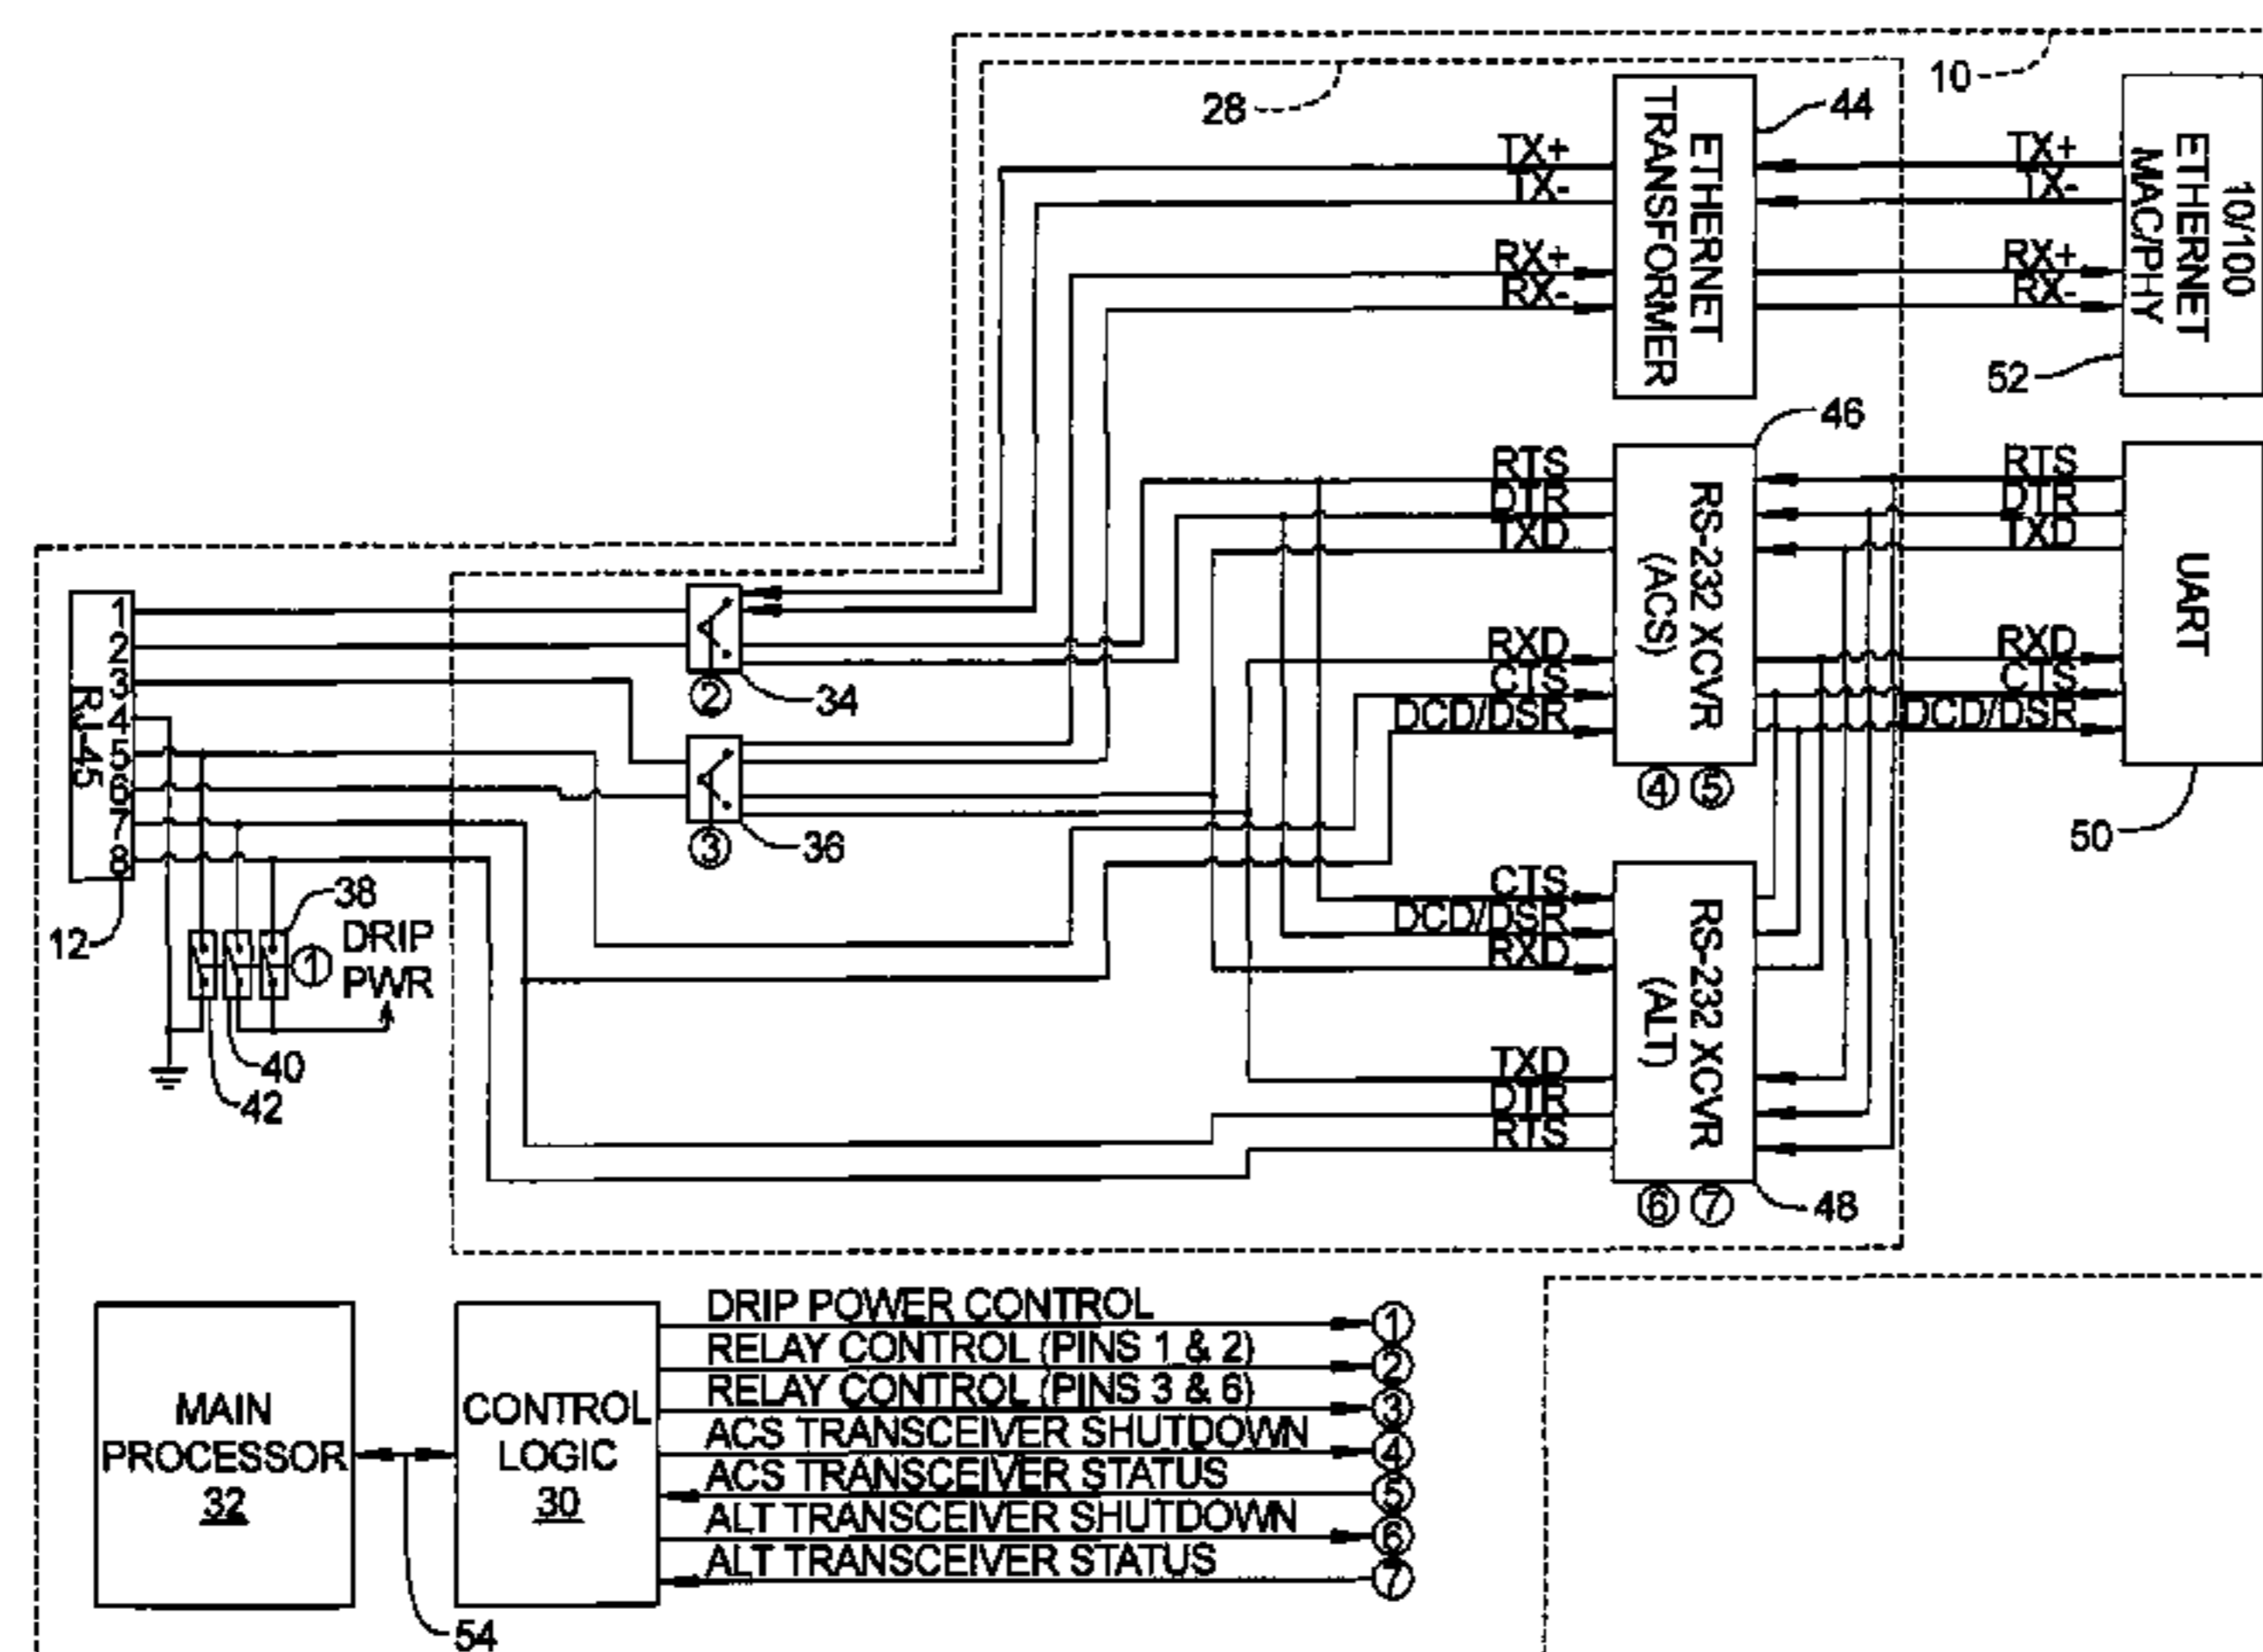 10
28
44
TX+
TX-
RX+
RX-
ETHERNET
TRANSFORMER
TX+
TX-
RX+
RX-
10/100
ETHERNET
MAC/PHY
52
46
RTS
DTR
TXD
RXD
CTS
DCD/DSR
RS-232 XCVR
(ACS)
4 5
RTS
DTR
TXD
RXD
CTS
DCD/DSR
UART
50
1
2
3
4
5
6
7
8
RJ-45
12
2
34
3
36
38
1
DRIP
PWR
40
42
CTS
DCD/DSR
RXD
TXD
DTR
RTS
RS-232 XCVR
(ALT)
6 7
48
MAIN
PROCESSOR
32
54
CONTROL
LOGIC
30
DRIP POWER CONTROL 1
RELAY CONTROL (PINS 1 & 2) 2
RELAY CONTROL (PINS 3 & 6) 3
ACS TRANSCEIVER SHUTDOWN 4
ACS TRANSCEIVER STATUS 5
ALT TRANSCEIVER SHUTDOWN 6
ALT TRANSCEIVER STATUS 7